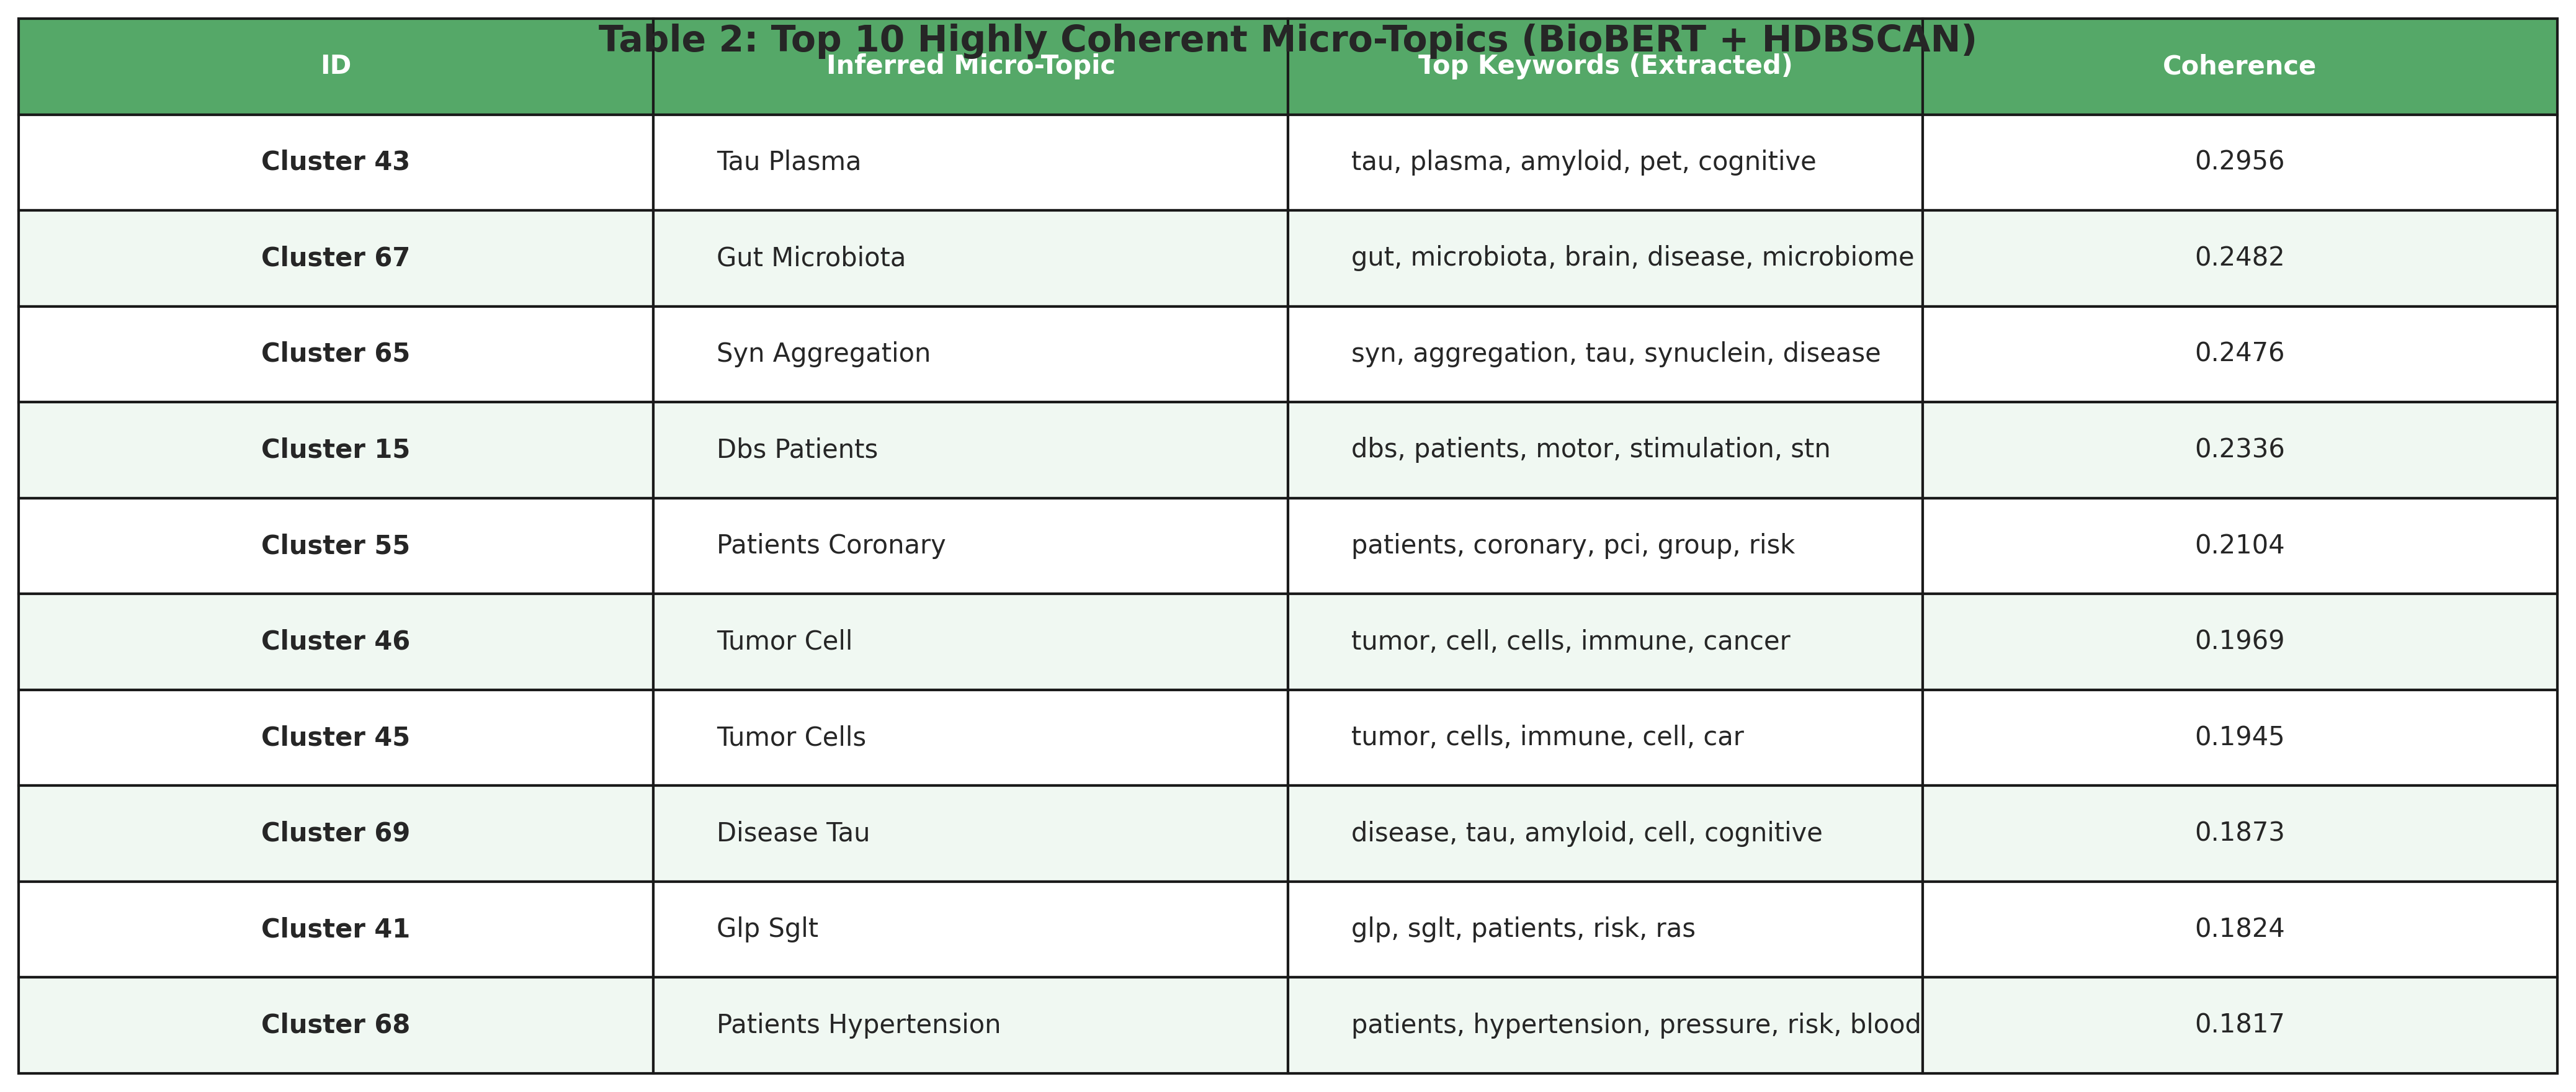 Table 2: Top 10 Highly Coherent Micro-Topics (BioBERT + HDBSCAN)
ID Inferred Micro-Topic Top Keywords (Extracted) Coherence
Cluster 43 Tau Plasma tau, plasma, amyloid, pet, cognitive 0.2956
Cluster 67 Gut Microbiota gut, microbiota, brain, disease, microbiome 0.2482
Cluster 65 Syn Aggregation syn, aggregation, tau, synuclein, disease 0.2476
Cluster 15 Dbs Patients dbs, patients, motor, stimulation, stn 0.2336
Cluster 55 Patients Coronary patients, coronary, pci, group, risk 0.2104
Cluster 46 Tumor Cell tumor, cell, cells, immune, cancer 0.1969
Cluster 45 Tumor Cells tumor, cells, immune, cell, car 0.1945
Cluster 69 Disease Tau disease, tau, amyloid, cell, cognitive 0.1873
Cluster 41 Glp Sglt glp, sglt, patients, risk, ras 0.1824
Cluster 68 Patients Hypertension patients, hypertension, pressure, risk, blood 0.1817